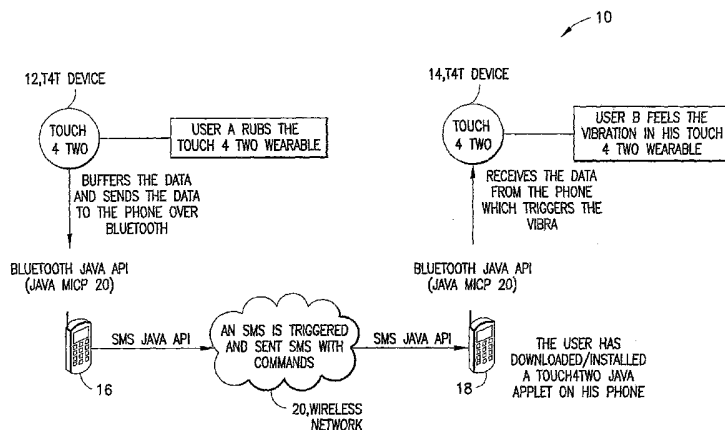 10
12,T4T DEVICE
TOUCH
4 TWO
USER A RUBS THE
TOUCH 4 TWO WEARABLE
BUFFERS THE DATA
AND SENDS THE DATA
TO THE PHONE OVER
BLUETOOTH
BLUETOOTH JAVA API
(JAVA MICP 20)
16
SMS JAVA API
AN SMS IS TRIGGERED
AND SENT SMS WITH
COMMANDS
20,WIRELESS
NETWORK
SMS JAVA API
14,T4T DEVICE
TOUCH
4 TWO
USER B FEELS THE
VIBRATION IN HIS TOUCH
4 TWO WEARABLE
RECEIVES THE DATA
FROM THE PHONE
WHICH TRIGGERS THE
VIBRA
BLUETOOTH JAVA API
(JAVA MICP 20)
18
THE USER HAS
DOWNLOADED/INSTALLED
A TOUCH4TWO JAVA
APPLET ON HIS PHONE